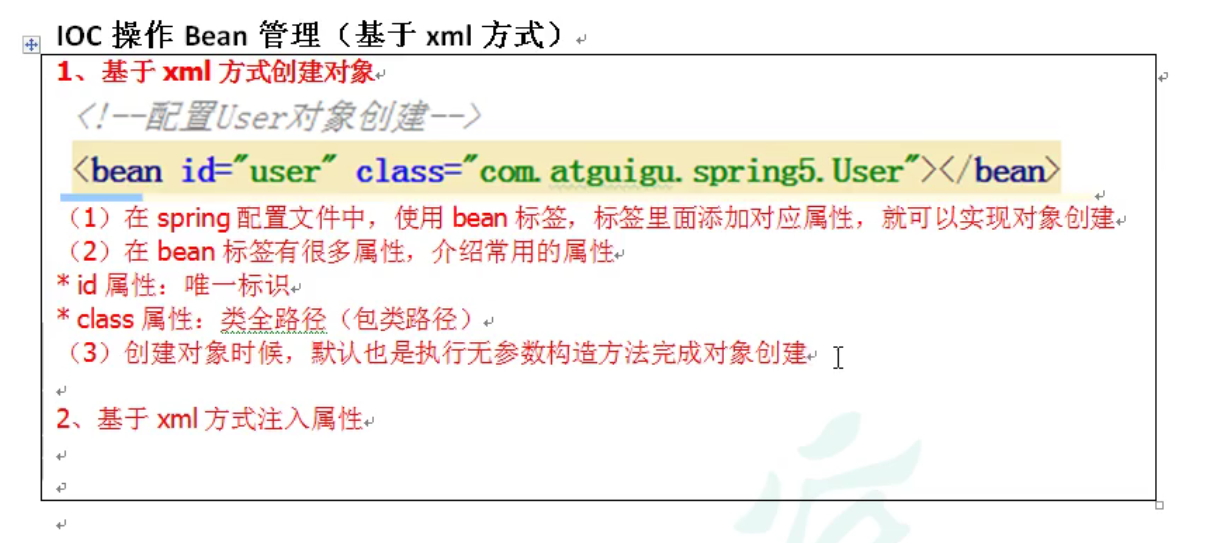 IOC 操作 Bean 管理（基于 xml 方式）
1、基于 xml 方式创建对象
<!--配置User对象创建-->
<bean id="user" class="com.atguigu.spring5.User"></bean>
（1）在 spring 配置文件中，使用 bean 标签，标签里面添加对应属性，就可以实现对象创建
（2）在 bean 标签有很多属性，介绍常用的属性
* id 属性：唯一标识
* class 属性：类全路径（包类路径）
（3）创建对象时候，默认也是执行无参数构造方法完成对象创建
2、基于 xml 方式注入属性